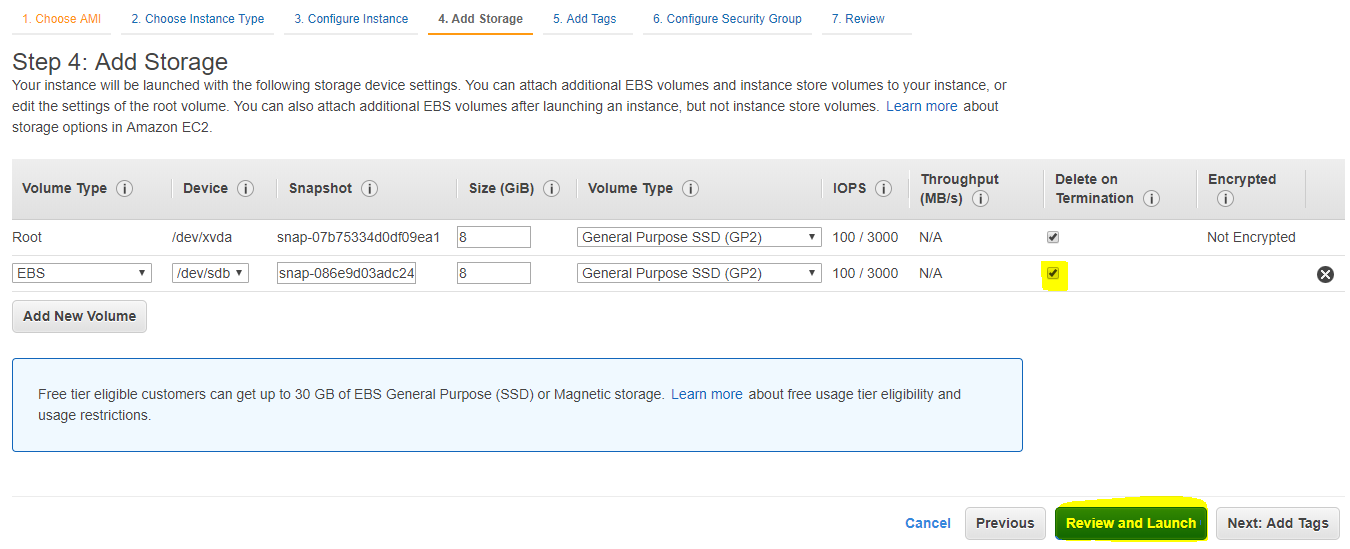 1. Choose AMI 2. Choose Instance Type 3. Configure Instance 4. Add Storage 5. Add Tags 6. Configure Security Group 7. Review
Step 4: Add Storage
Your instance will be launched with the following storage device settings. You can attach additional EBS volumes and instance store volumes to your instance, or
edit the settings of the root volume. You can also attach additional EBS volumes after launching an instance, but not instance store volumes. Learn more about
storage options in Amazon EC2.
Volume Type i Device i Snapshot i Size (GiB) i Volume Type i IOPS i Throughput (MB/s) i Delete on Termination i Encrypted i
Root /dev/xvda snap-07b75334d0df09ea1 8 General Purpose SSD (GP2) 100 / 3000 N/A Not Encrypted
EBS /dev/sdb snap-086e9d03adc24 8 General Purpose SSD (GP2) 100 / 3000 N/A
Add New Volume
Free tier eligible customers can get up to 30 GB of EBS General Purpose (SSD) or Magnetic storage. Learn more about free usage tier eligibility and
usage restrictions.
Cancel Previous Review and Launch Next: Add Tags